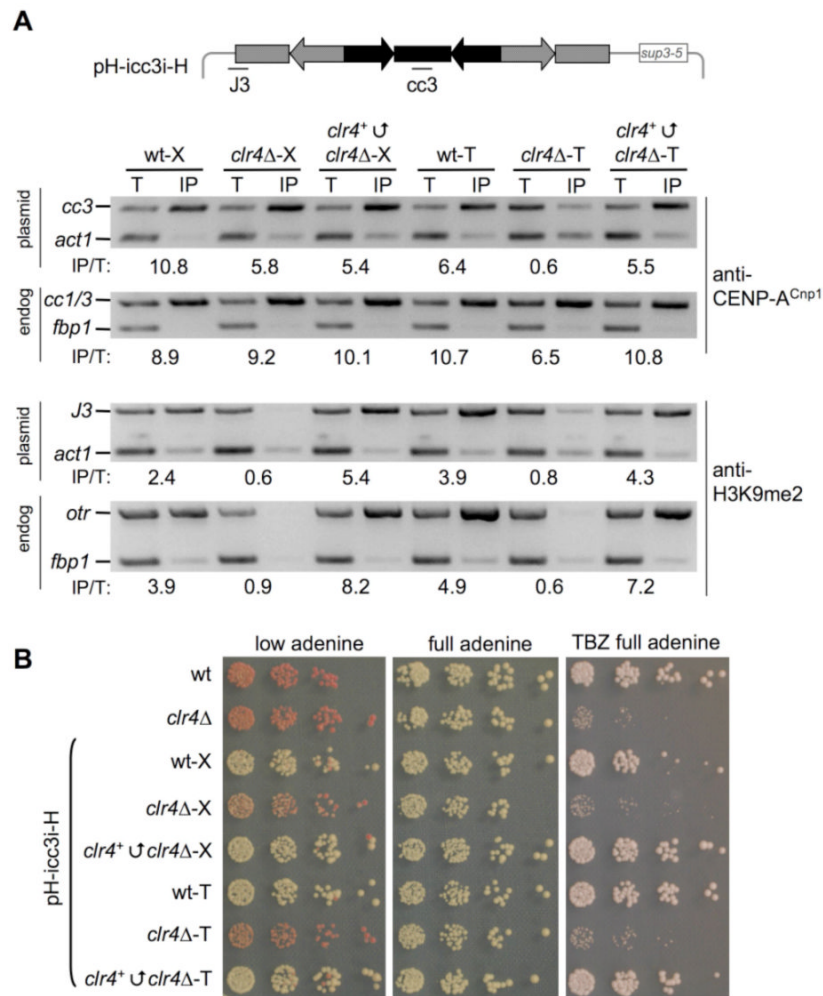 A
pH-icc3i-H
sup3-5
J3
cc3
clr4⁺ ↺ clr4⁺ ↺
wt-X clr4Δ-X clr4Δ-X wt-T clr4Δ-T clr4Δ-T
T IP T IP T IP T IP T IP T IP
plasmid
cc3
act1
IP/T: 10.8 5.8 5.4 6.4 0.6 5.5
anti-
CENP-A^Cnp1
endog
cc1/3
fbp1
IP/T: 8.9 9.2 10.1 10.7 6.5 10.8
plasmid
J3
act1
IP/T: 2.4 0.6 5.4 3.9 0.8 4.3
anti-
H3K9me2
endog
otr
fbp1
IP/T: 3.9 0.9 8.2 4.9 0.6 7.2
B
low adenine full adenine TBZ full adenine
wt
clr4Δ
pH-icc3i-H
wt-X
clr4Δ-X
clr4⁺ ↺ clr4Δ-X
wt-T
clr4Δ-T
clr4⁺ ↺ clr4Δ-T